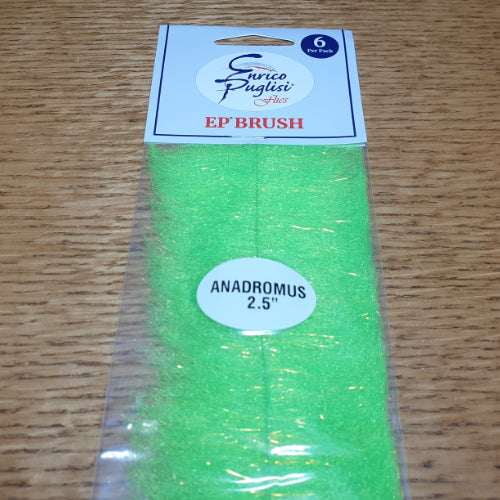 6
Per Pack
Enrico
Puglisi
flies
EP BRUSH
ANADROMUS
2.5"